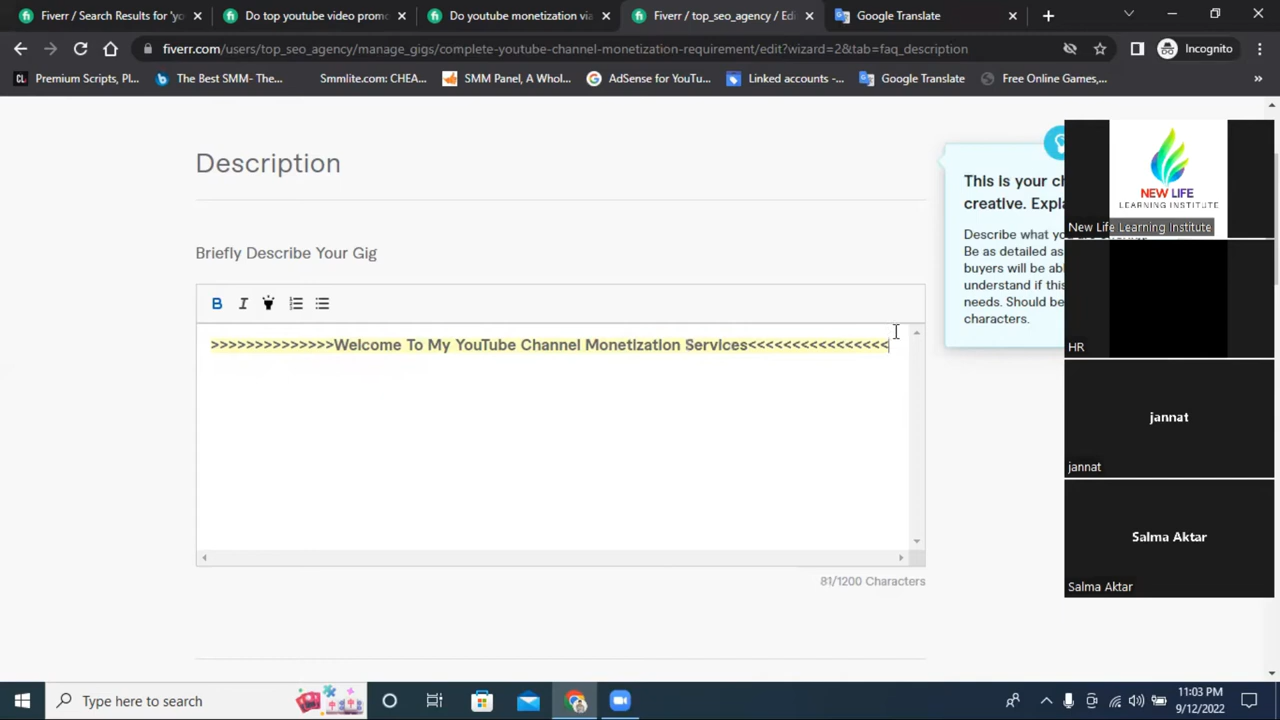 Fiverr / Search Results for 'yo
Do top youtube video promo
Do youtube monetization via
Fiverr / top_seo_agency / Edi
Google Translate
fiverr.com/users/top_seo_agency/manage_gigs/complete-youtube-channel-monetization-requirement/edit?wizard=2&tab=faq_description
Incognito
Premium Scripts, Pl...
The Best SMM- The...
Smmlite.com: CHEA...
SMM Panel, A Whol...
AdSense for YouTu...
Linked accounts -...
Google Translate
Free Online Games,...
Description
This is your ch
creative. Expla
Describe what yo
Be as detailed as
buyers will be abl
understand if this
needs. Should be
characters.
Briefly Describe Your Gig
>>>>>>>>>>>>>>Welcome To My YouTube Channel Monetization Services<<<<<<<<<<<<<<<<
81/1200 Characters
NEW LIFE
LEARNING INSTITUTE
New Life Learning Institute
HR
jannat
jannat
Salma Aktar
Salma Aktar
Type here to search
11:03 PM
9/12/2022